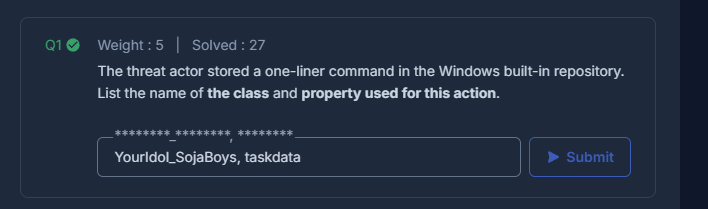 Q1 Weight : 5 | Solved : 27
The threat actor stored a one-liner command in the Windows built-in repository.
List the name of the class and property used for this action.
********_********, ********
YourIdol_SojaBoys, taskdata
Submit